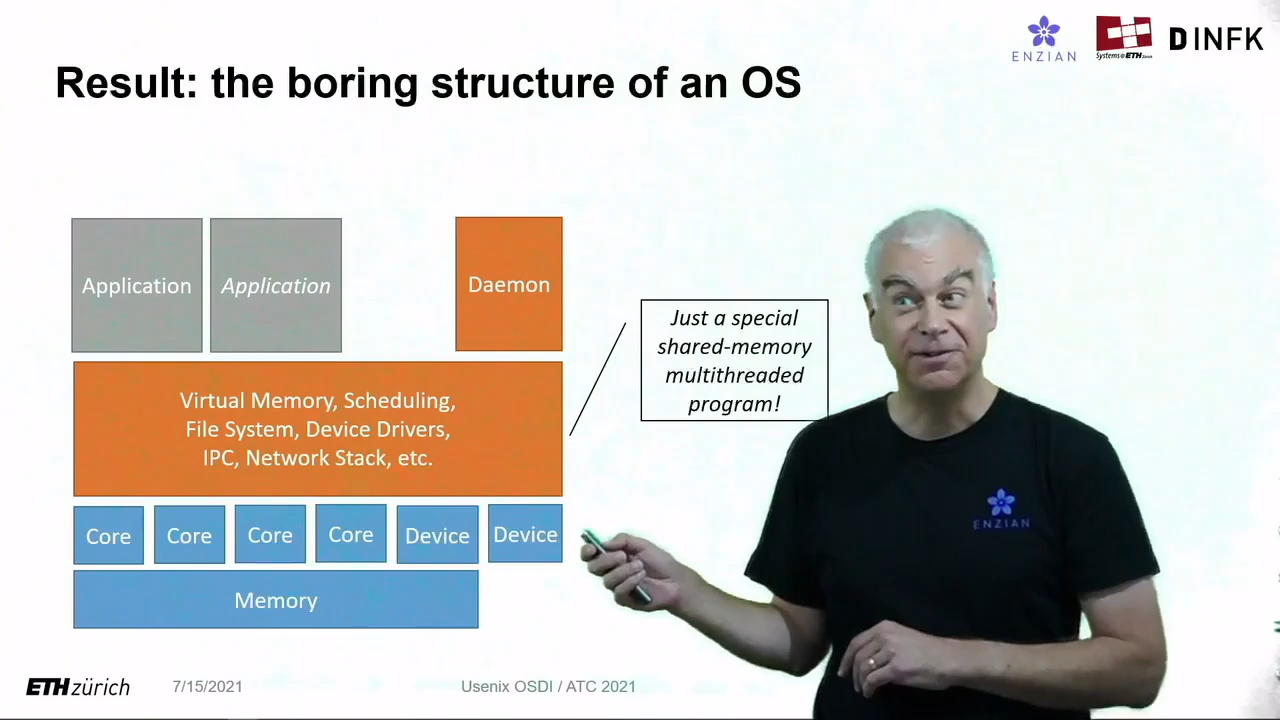 ENZIAN
Systems@ETH Zürich
DINFK
Result: the boring structure of an OS
Application
Application
Daemon
Just a special
shared-memory
multithreaded
program!
Virtual Memory, Scheduling,
File System, Device Drivers,
IPC, Network Stack, etc.
ENZIAN
Core
Core
Core
Core
Device
Device
Memory
ETH zürich
7/15/2021
Usenix OSDI / ATC 2021